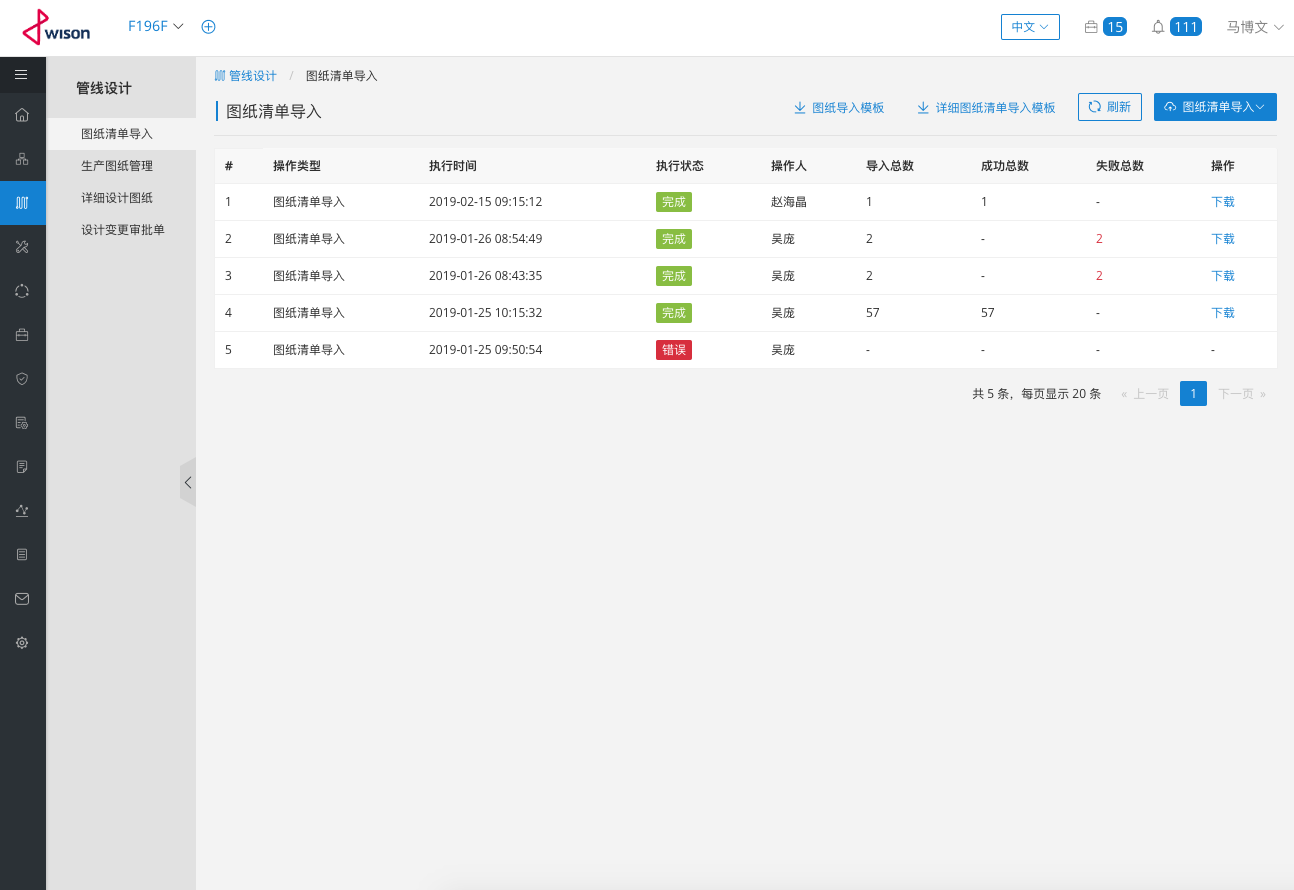 wison
F196F
中文
15
111
马博文
管线设计
图纸清单导入
生产图纸管理
详细设计图纸
设计变更审批单
管线设计 / 图纸清单导入
图纸清单导入
图纸导入模板
详细图纸清单导入模板
刷新
图纸清单导入
# 操作类型 执行时间 执行状态 操作人 导入总数 成功总数 失败总数 操作
1 图纸清单导入 2019-02-15 09:15:12 完成 赵海晶 1 1 - 下载
2 图纸清单导入 2019-01-26 08:54:49 完成 吴庞 2 - 2 下载
3 图纸清单导入 2019-01-26 08:43:35 完成 吴庞 2 - 2 下载
4 图纸清单导入 2019-01-25 10:15:32 完成 吴庞 57 57 - 下载
5 图纸清单导入 2019-01-25 09:50:54 错误 吴庞 - - - -
共 5 条，每页显示 20 条 « 上一页 1 下一页 »